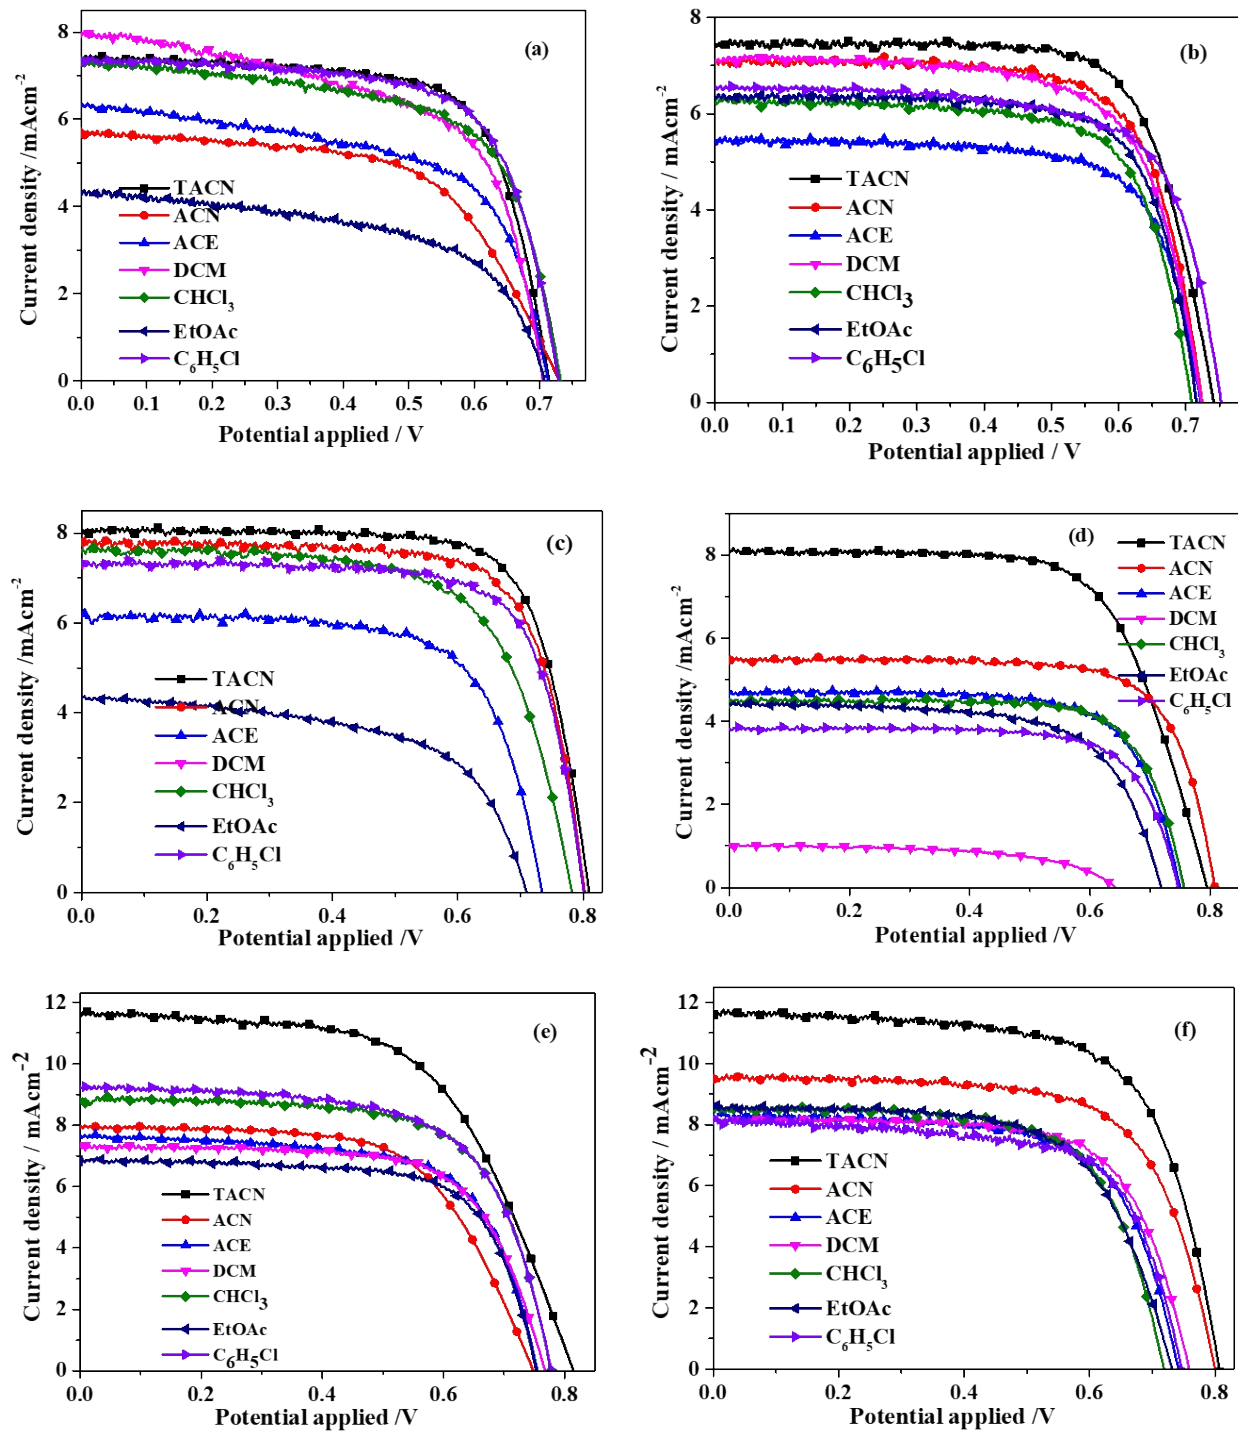 (a)
8
6
4
2
0
Current density /mAcm⁻²
TACN
ACN
ACE
DCM
CHCl₃
EtOAc
C₆H₅Cl
0.0 0.1 0.2 0.3 0.4 0.5 0.6 0.7
Potential applied / V
(b)
8
6
4
2
0
Current density / mAcm⁻²
TACN
ACN
ACE
DCM
CHCl₃
EtOAc
C₆H₅Cl
0.0 0.1 0.2 0.3 0.4 0.5 0.6 0.7
Potential applied / V
(c)
8
6
4
2
0
Current density /mAcm⁻²
TACN
ACN
ACE
DCM
CHCl₃
EtOAc
C₆H₅Cl
0.0 0.2 0.4 0.6 0.8
Potential applied /V
(d)
8
6
4
2
0
Current density /mAcm⁻²
TACN
ACN
ACE
DCM
CHCl₃
EtOAc
C₆H₅Cl
0.0 0.2 0.4 0.6 0.8
Potential applied /V
(e)
12
10
8
6
4
2
0
Current density / mAcm⁻²
TACN
ACN
ACE
DCM
CHCl₃
EtOAc
C₆H₅Cl
0.0 0.2 0.4 0.6 0.8
Potential applied /V
(f)
12
10
8
6
4
2
0
Current density / mAcm⁻²
TACN
ACN
ACE
DCM
CHCl₃
EtOAc
C₆H₅Cl
0.0 0.2 0.4 0.6 0.8
Potential applied /V